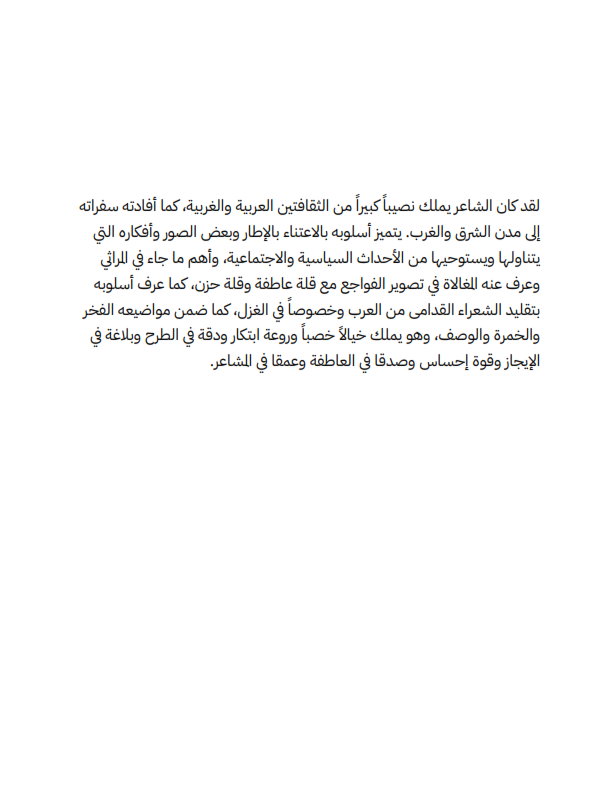 لقد كان الشاعر يملك نصيباً كبيراً من الثقافتين العربية والغربية، كما أفادته سفراته
إلى مدن الشرق والغرب. يتميز أسلوبه بالاعتناء بالإطار وبعض الصور وأفكاره التي
يتناولها ويستوحيها من الأحداث السياسية والاجتماعية، وأهم ما جاء في المراثي
وعرف عنه المغالاة في تصوير الفواجع مع قلة عاطفة وقلة حزن، كما عرف أسلوبه
بتقليد الشعراء القدامى من العرب وخصوصاً في الغزل، كما ضمن مواضيعه الفخر
والخمرة والوصف، وهو يملك خيالاً خصباً وروعة ابتكار ودقة في الطرح وبلاغة في
الإيجاز وقوة إحساس وصدقا في العاطفة وعمقا في المشاعر.